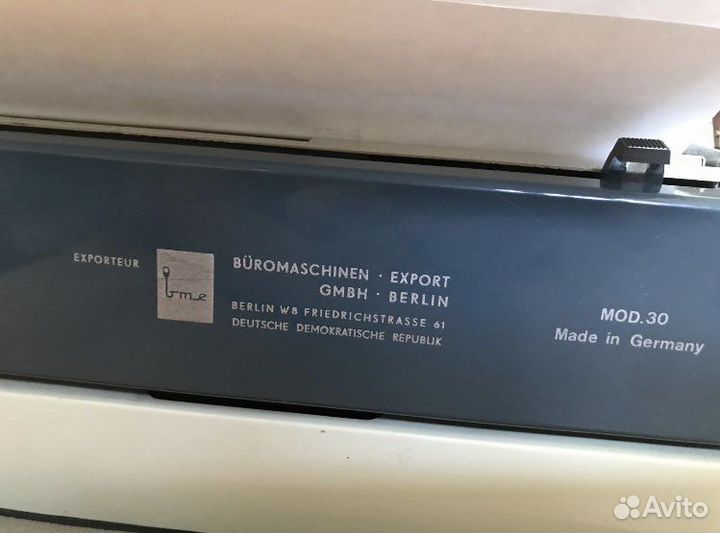 EXPORTEUR
bme
BÜROMASCHINEN · EXPORT
GMBH · BERLIN
BERLIN W8 FRIEDRICHSTRASSE 61
DEUTSCHE DEMOKRATISCHE REPUBLIK
MOD.30
Made in Germany
Avito